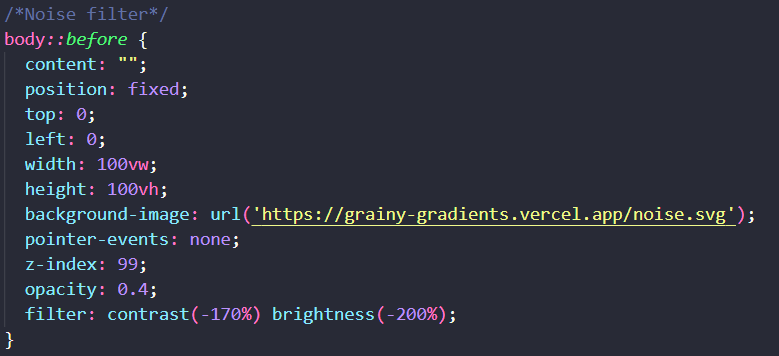 /*Noise filter*/
body::before {
  content: "";
  position: fixed;
  top: 0;
  left: 0;
  width: 100vw;
  height: 100vh;
  background-image: url('https://grainy-gradients.vercel.app/noise.svg');
  pointer-events: none;
  z-index: 99;
  opacity: 0.4;
  filter: contrast(-170%) brightness(-200%);
}